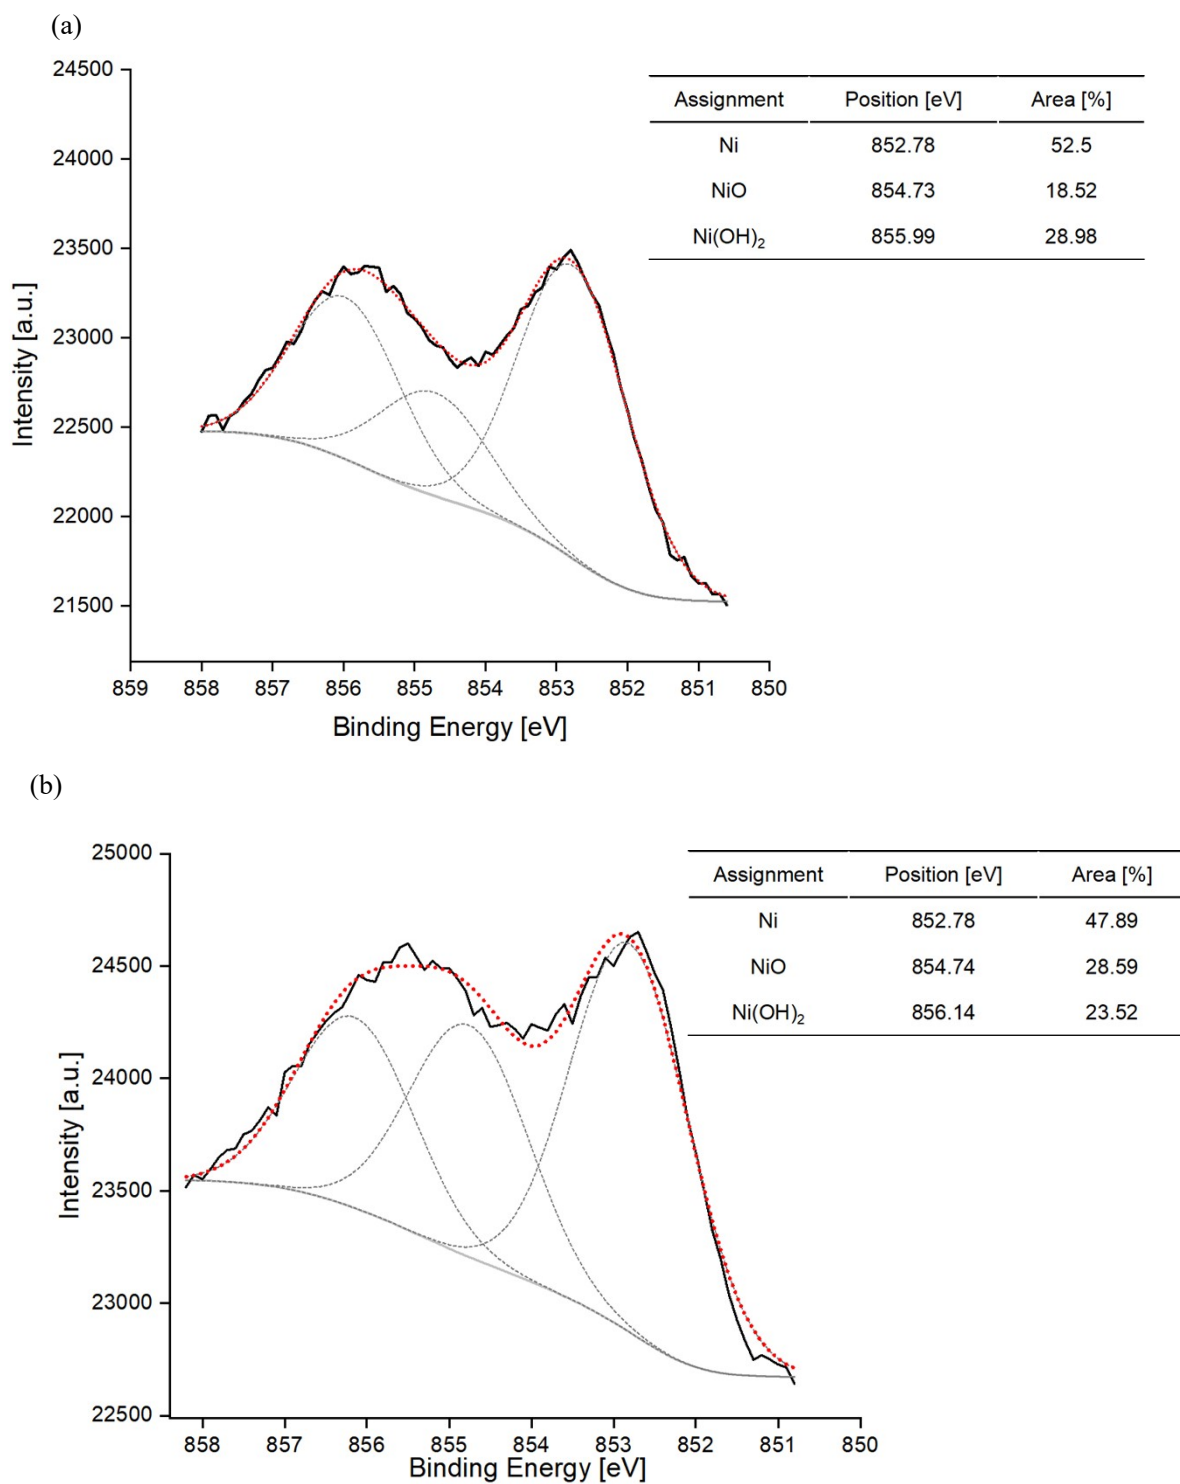 (a)
24500
24000
23500
23000
22500
22000
21500
Intensity [a.u.]
859 858 857 856 855 854 853 852 851 850
Binding Energy [eV]
Assignment Position [eV] Area [%]
Ni 852.78 52.5
NiO 854.73 18.52
Ni(OH)₂ 855.99 28.98
(b)
25000
24500
24000
23500
23000
22500
Intensity [a.u.]
858 857 856 855 854 853 852 851 850
Binding Energy [eV]
Assignment Position [eV] Area [%]
Ni 852.78 47.89
NiO 854.74 28.59
Ni(OH)₂ 856.14 23.52